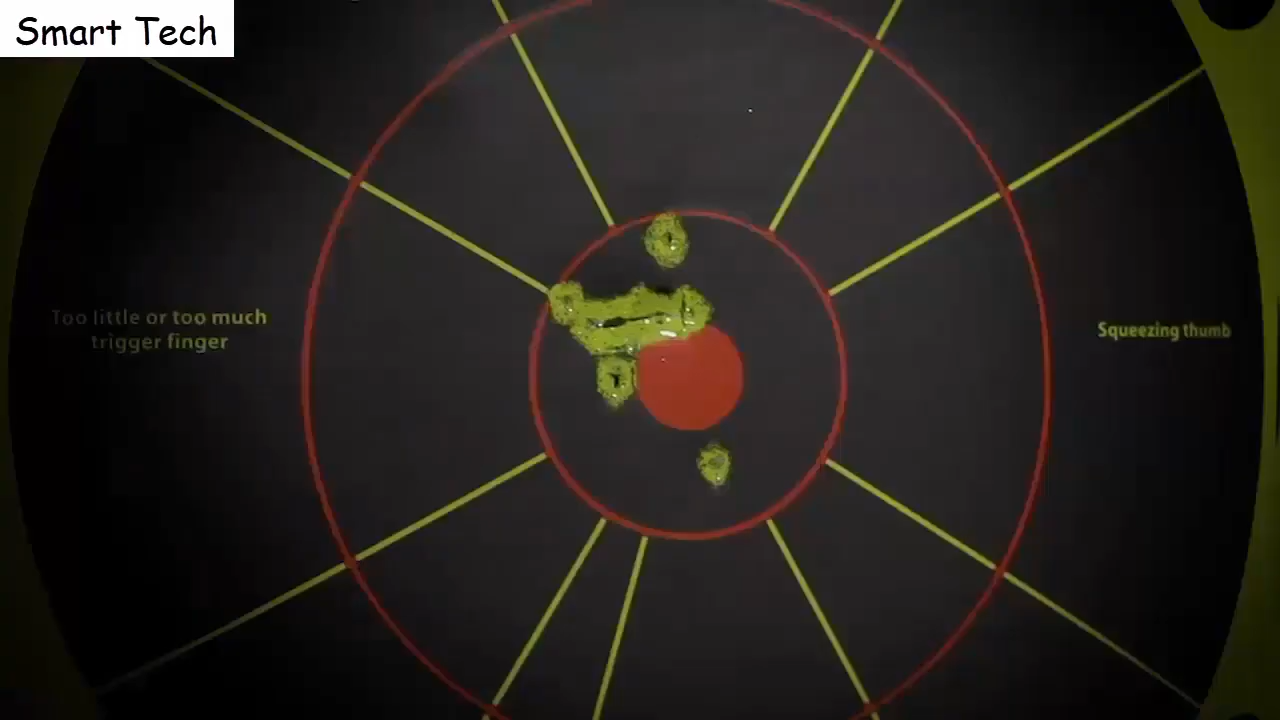 Smart Tech
Too little or too much
trigger finger
Squeezing thumb